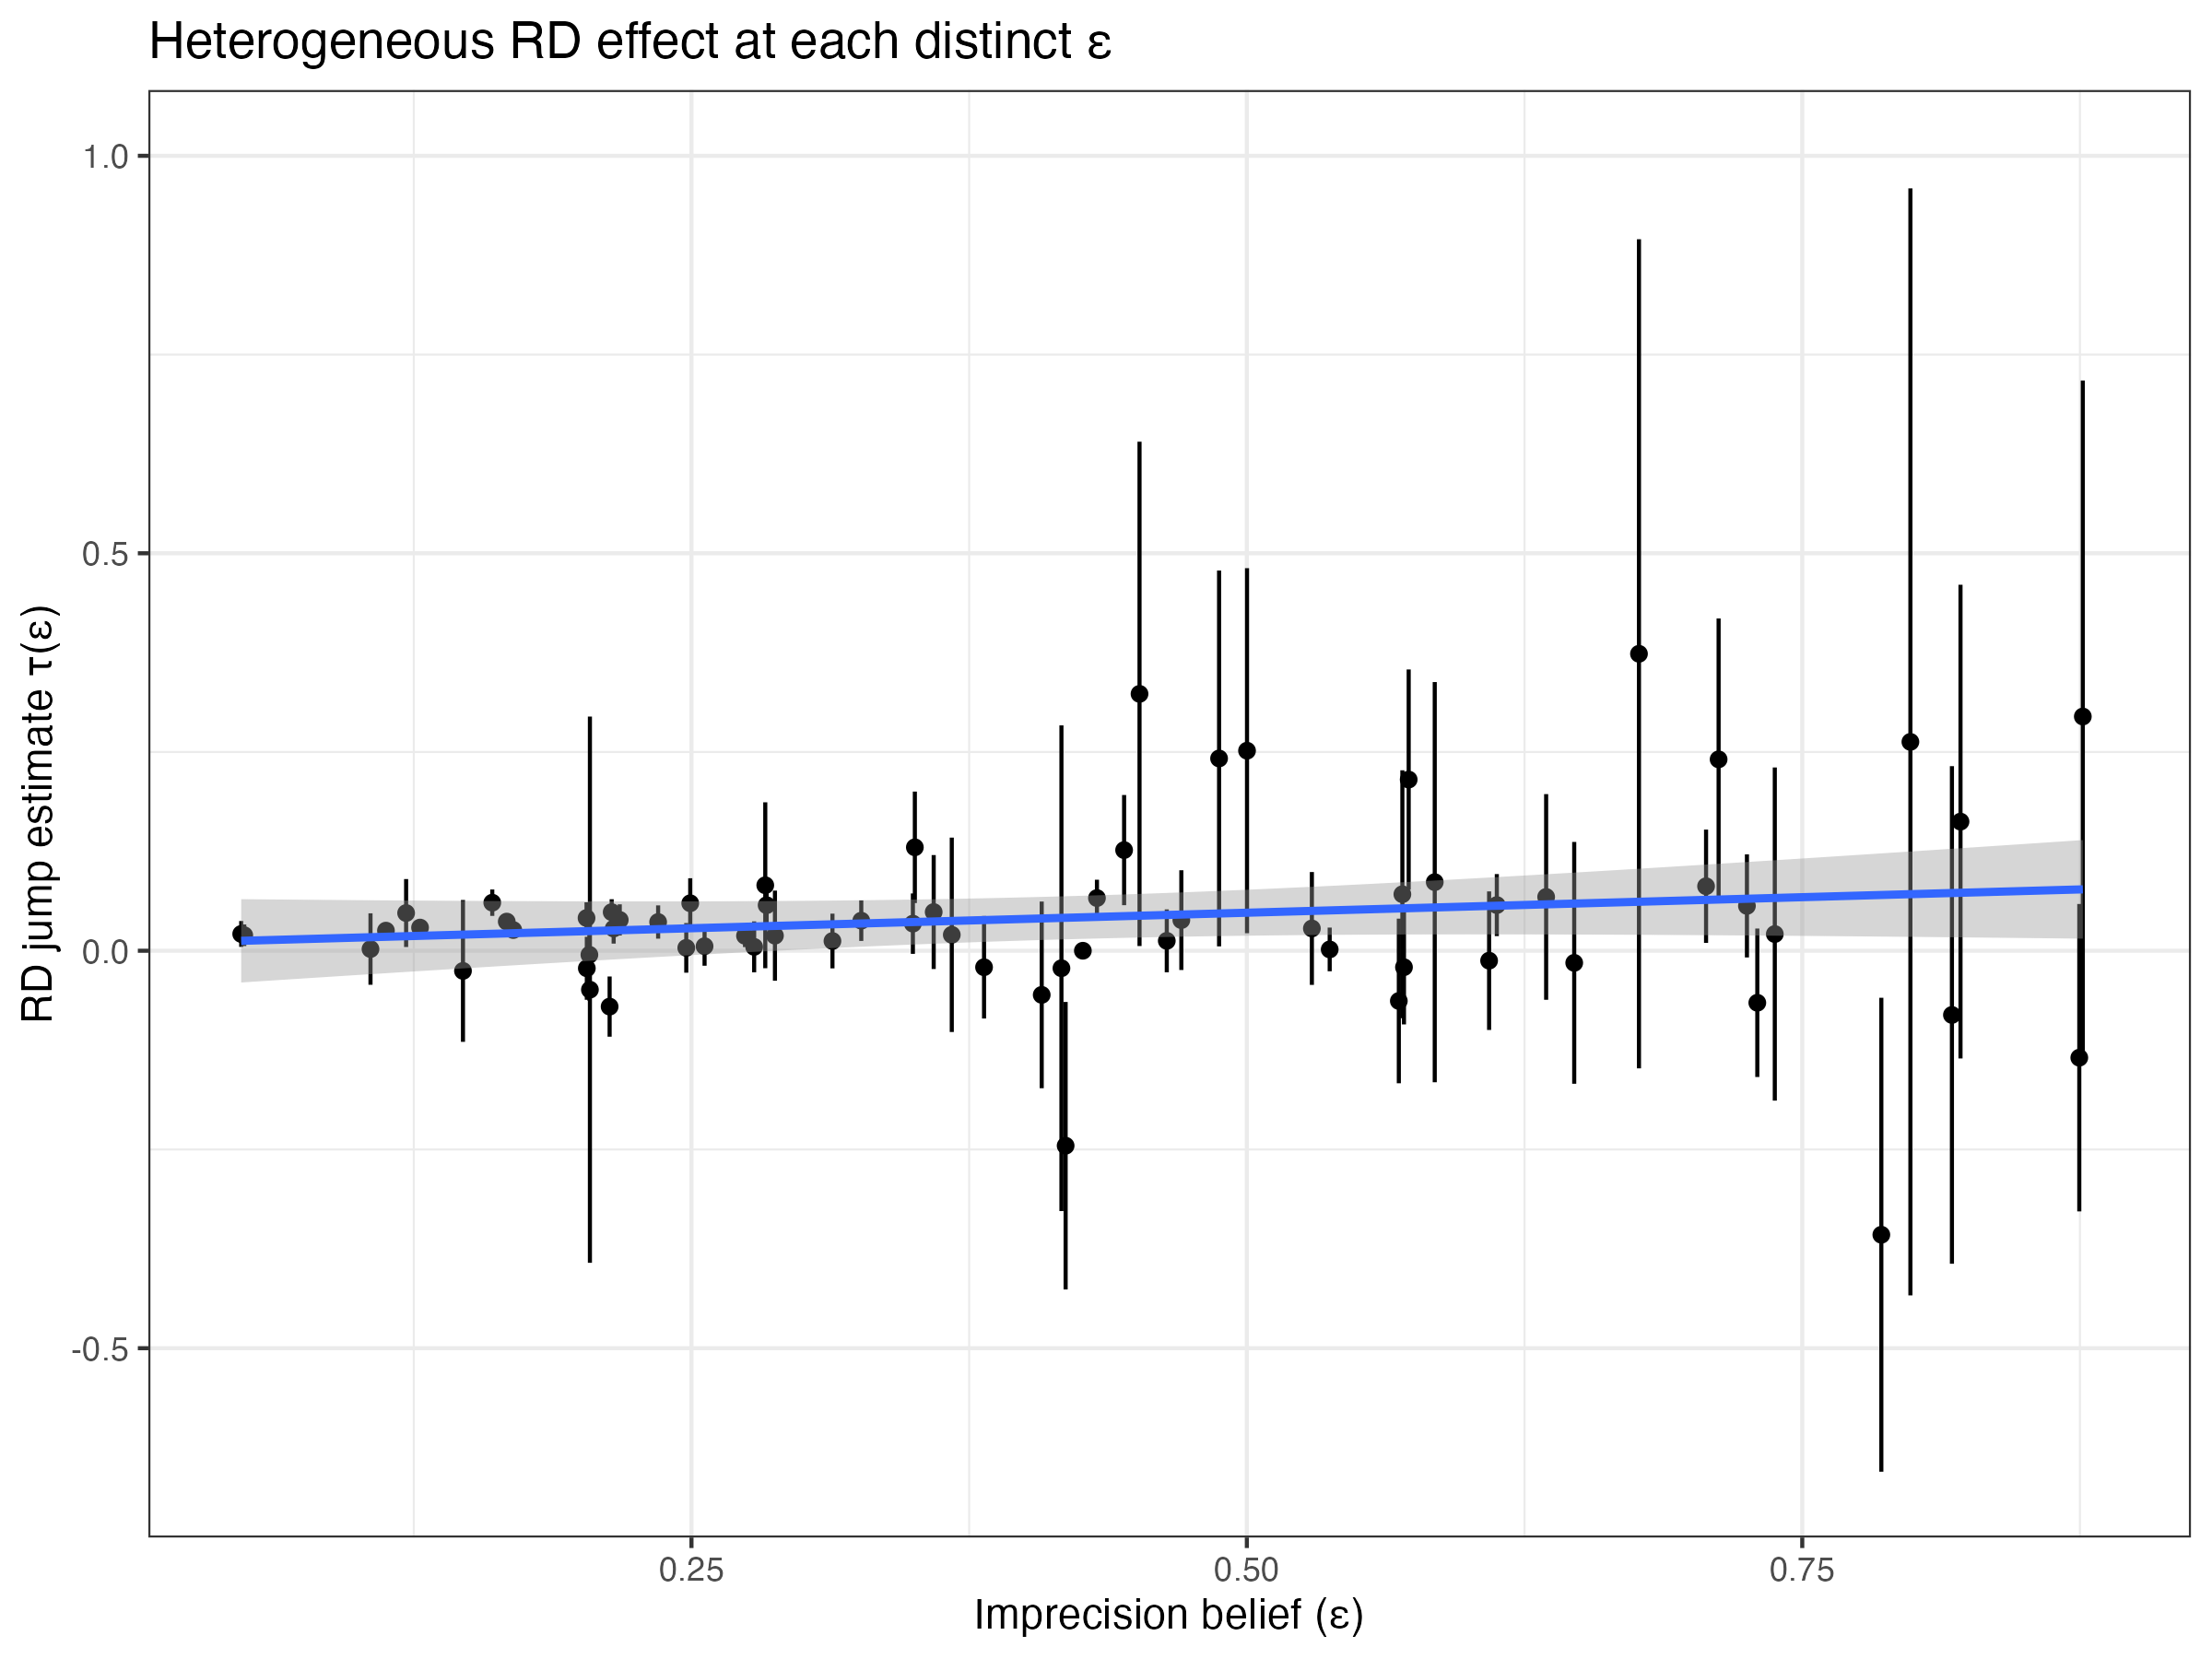 Heterogeneous RD effect at each distinct ε
RD jump estimate τ(ε)
1.0
0.5
0.0
-0.5
0.25
0.50
0.75
Imprecision belief (ε)